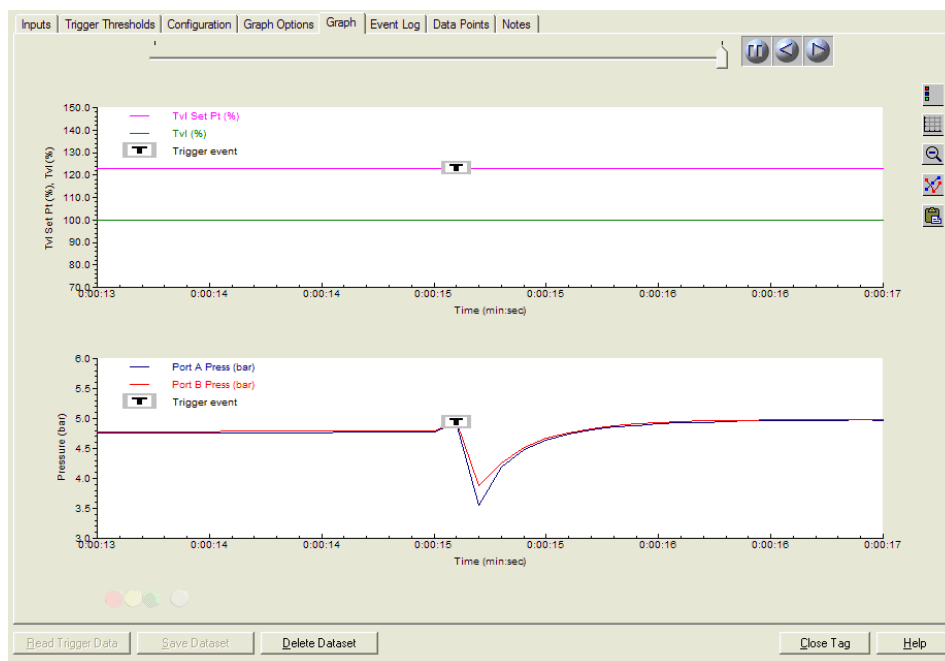 Inputs Trigger Thresholds Configuration Graph Options Graph Event Log Data Points Notes
150.0
140.0
130.0
120.0
110.0
100.0
90.0
80.0
70.0
Tvl Set Pt (%), Tvl (%)
Tvl Set Pt (%)
Tvl (%)
T Trigger event
T
0:00:13 0:00:14 0:00:14 0:00:15 0:00:15 0:00:16 0:00:16 0:00:17
Time (min:sec)
6.0
5.5
5.0
4.5
4.0
3.5
3.0
Pressure (bar)
Port A Press (bar)
Port B Press (bar)
T Trigger event
T
0:00:13 0:00:14 0:00:14 0:00:15 0:00:15 0:00:16 0:00:16 0:00:17
Time (min:sec)
Read Trigger Data Save Dataset Delete Dataset Close Tag Help